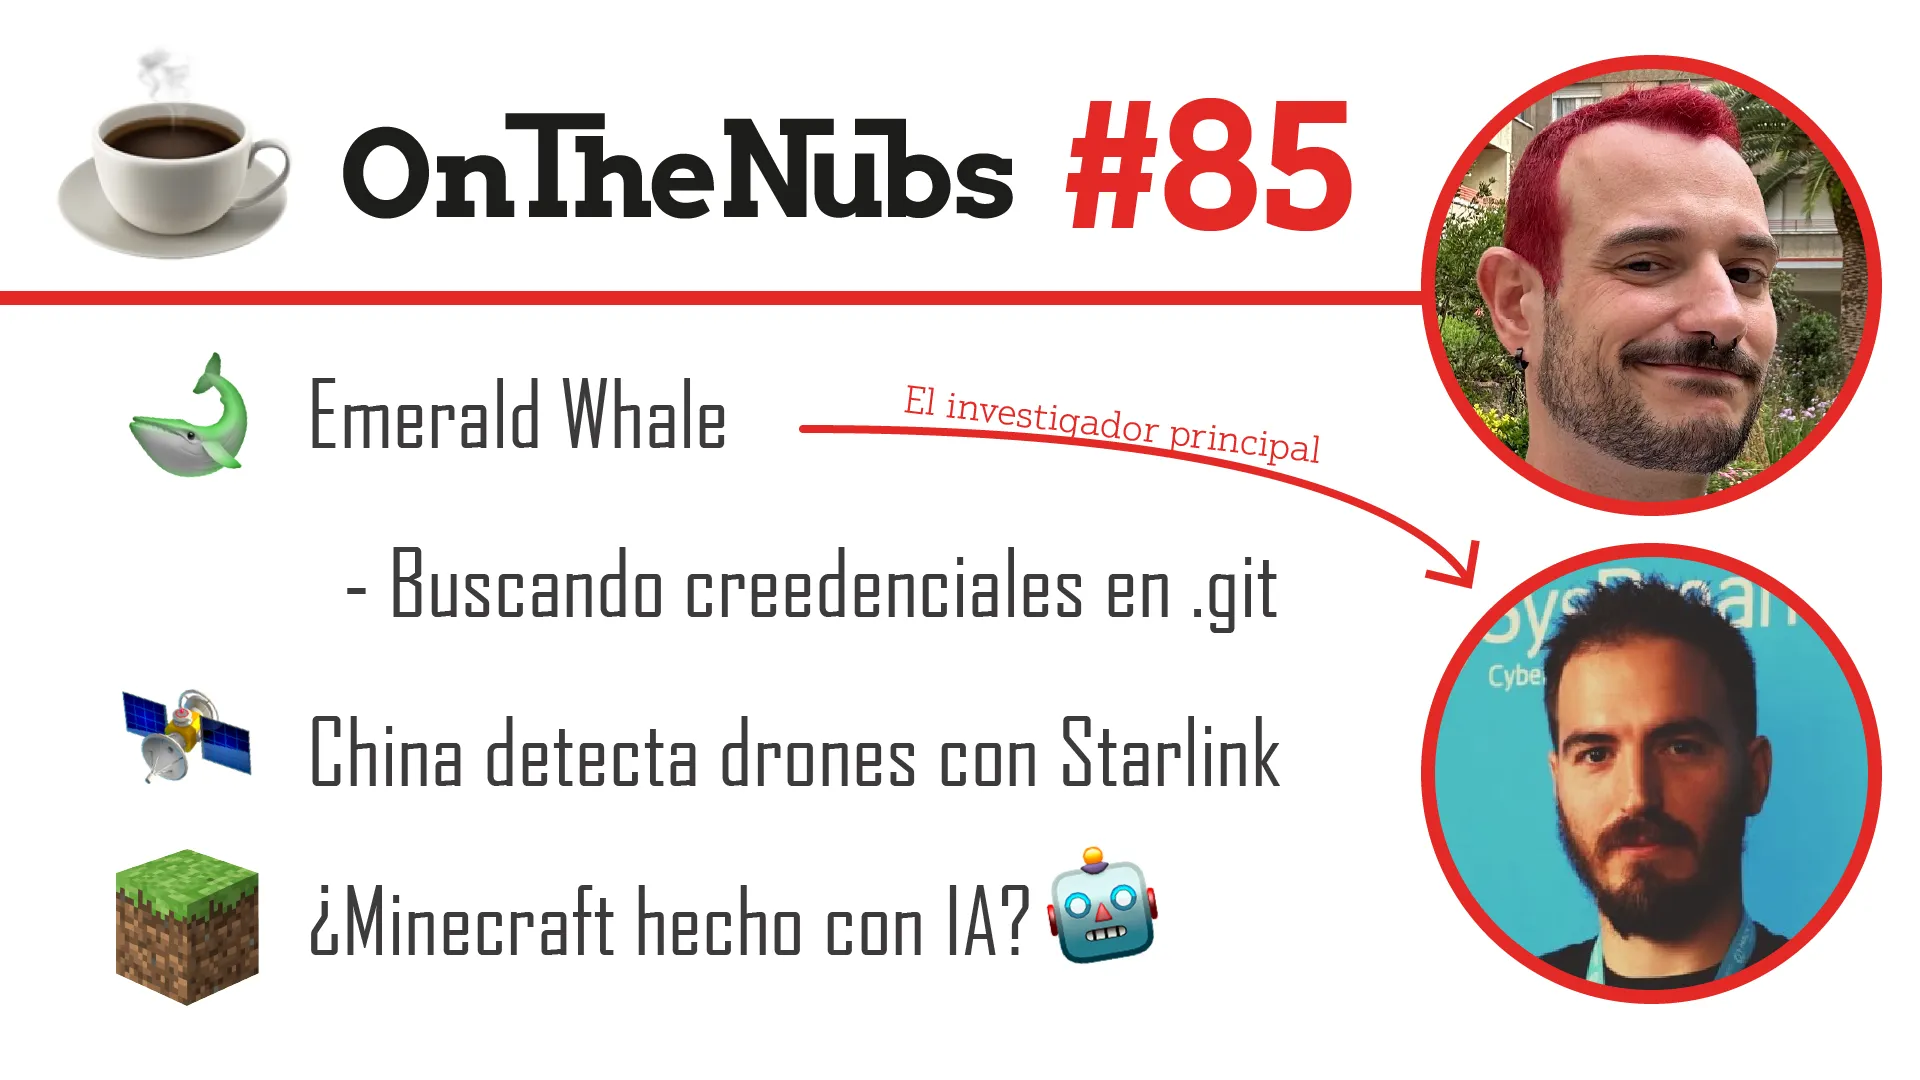 OnTheNubs #85
Emerald Whale
El investigador principal
- Buscando creedenciales en .git
China detecta drones con Starlink
¿Minecraft hecho con IA?
Cybe